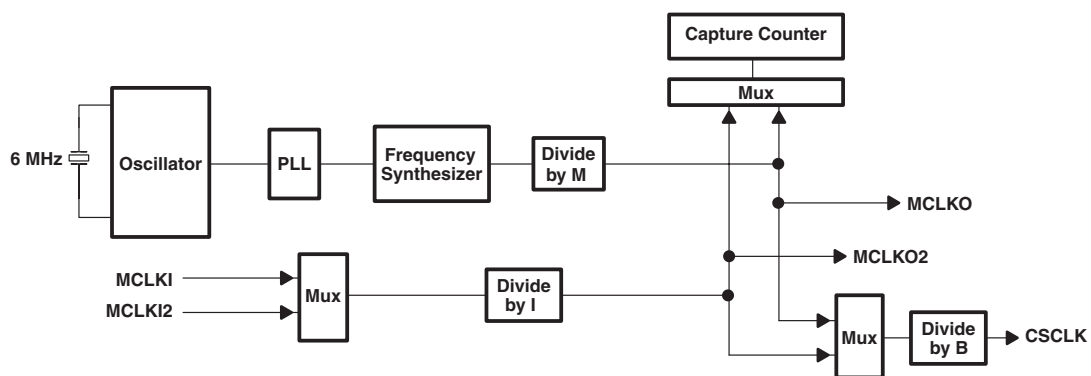 Capture Counter
Mux
6 MHz
Oscillator
PLL
Frequency
Synthesizer
Divide
by M
MCLKO
MCLKO2
MCLKI
MCLKI2
Mux
Divide
by I
Mux
Divide
by B
CSCLK